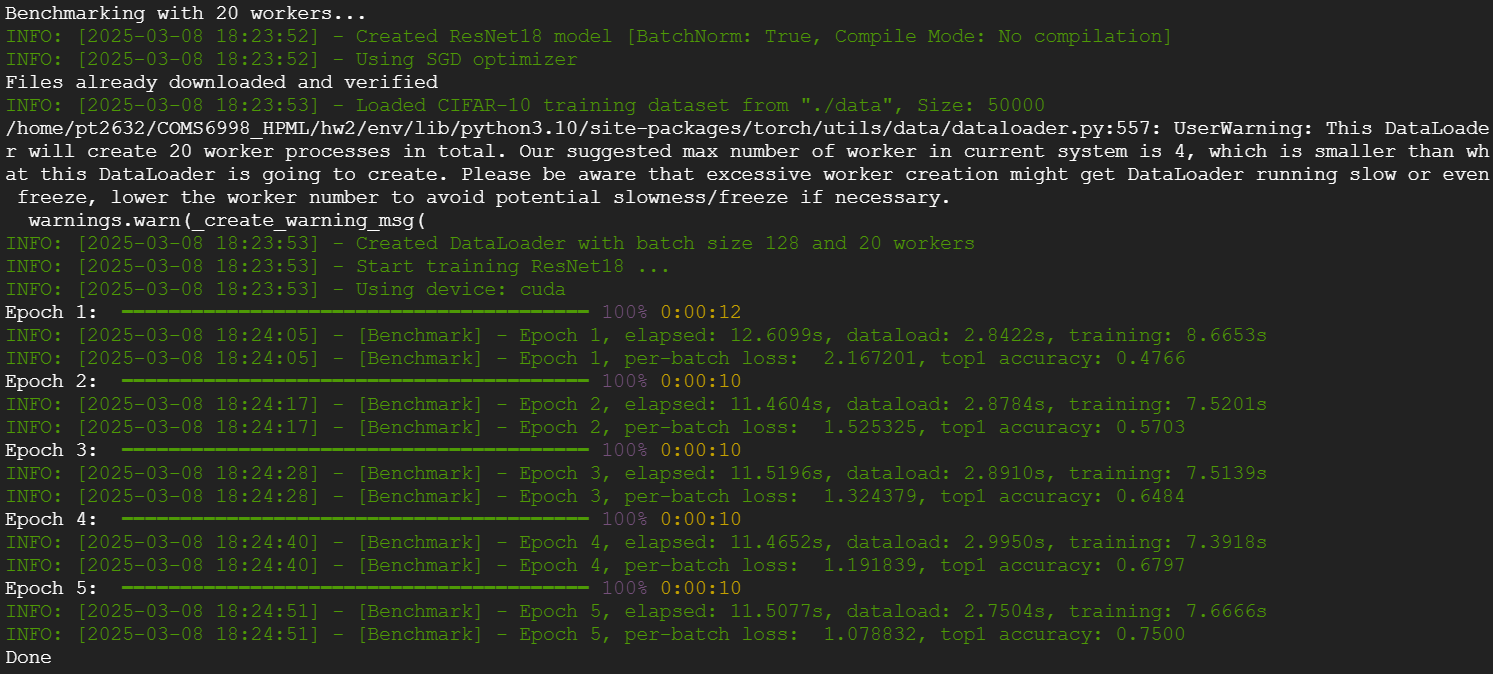 Benchmarking with 20 workers...
INFO: [2025-03-08 18:23:52] - Created ResNet18 model [BatchNorm: True, Compile Mode: No compilation]
INFO: [2025-03-08 18:23:52] - Using SGD optimizer
Files already downloaded and verified
INFO: [2025-03-08 18:23:53] - Loaded CIFAR-10 training dataset from "./data", Size: 50000
/home/pt2632/COMS6998_HPML/hw2/env/lib/python3.10/site-packages/torch/utils/data/dataloader.py:557: UserWarning: This DataLoade
r will create 20 worker processes in total. Our suggested max number of worker in current system is 4, which is smaller than wh
at this DataLoader is going to create. Please be aware that excessive worker creation might get DataLoader running slow or even
 freeze, lower the worker number to avoid potential slowness/freeze if necessary.
  warnings.warn(_create_warning_msg(
INFO: [2025-03-08 18:23:53] - Created DataLoader with batch size 128 and 20 workers
INFO: [2025-03-08 18:23:53] - Start training ResNet18 ...
INFO: [2025-03-08 18:23:53] - Using device: cuda
Epoch 1: 100% 0:00:12
INFO: [2025-03-08 18:24:05] - [Benchmark] - Epoch 1, elapsed: 12.6099s, dataload: 2.8422s, training: 8.6653s
INFO: [2025-03-08 18:24:05] - [Benchmark] - Epoch 1, per-batch loss:  2.167201, top1 accuracy: 0.4766
Epoch 2: 100% 0:00:10
INFO: [2025-03-08 18:24:17] - [Benchmark] - Epoch 2, elapsed: 11.4604s, dataload: 2.8784s, training: 7.5201s
INFO: [2025-03-08 18:24:17] - [Benchmark] - Epoch 2, per-batch loss:  1.525325, top1 accuracy: 0.5703
Epoch 3: 100% 0:00:10
INFO: [2025-03-08 18:24:28] - [Benchmark] - Epoch 3, elapsed: 11.5196s, dataload: 2.8910s, training: 7.5139s
INFO: [2025-03-08 18:24:28] - [Benchmark] - Epoch 3, per-batch loss:  1.324379, top1 accuracy: 0.6484
Epoch 4: 100% 0:00:10
INFO: [2025-03-08 18:24:40] - [Benchmark] - Epoch 4, elapsed: 11.4652s, dataload: 2.9950s, training: 7.3918s
INFO: [2025-03-08 18:24:40] - [Benchmark] - Epoch 4, per-batch loss:  1.191839, top1 accuracy: 0.6797
Epoch 5: 100% 0:00:10
INFO: [2025-03-08 18:24:51] - [Benchmark] - Epoch 5, elapsed: 11.5077s, dataload: 2.7504s, training: 7.6666s
INFO: [2025-03-08 18:24:51] - [Benchmark] - Epoch 5, per-batch loss:  1.078832, top1 accuracy: 0.7500
Done